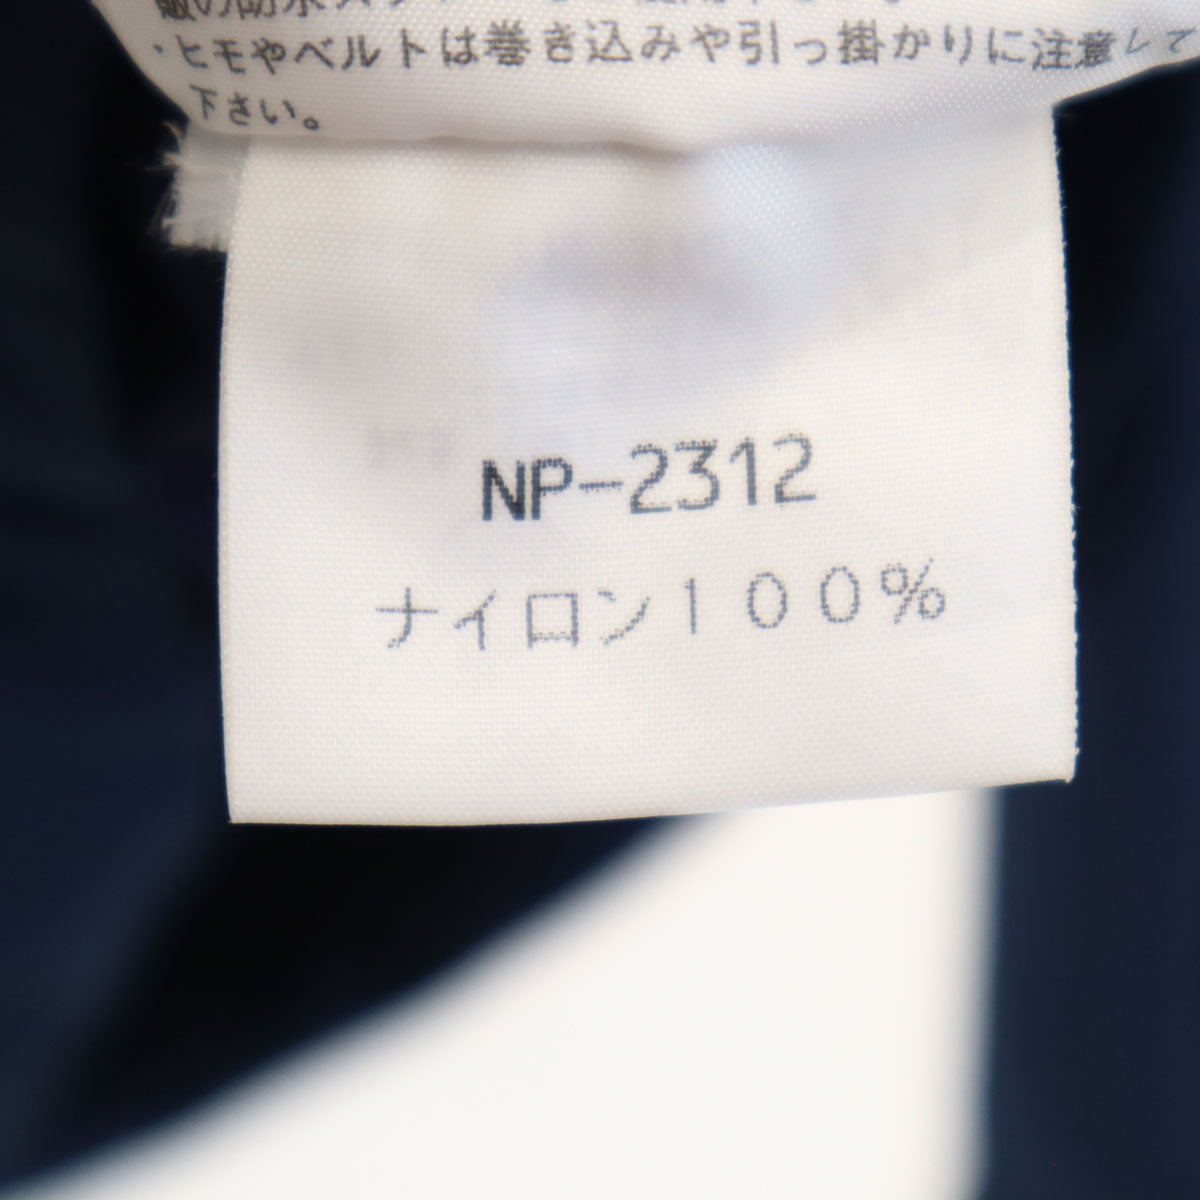 ・ヒモやベルトは巻き込みや引っ掛かりに注意して
下さい。
NP-2312
ナイロン100%